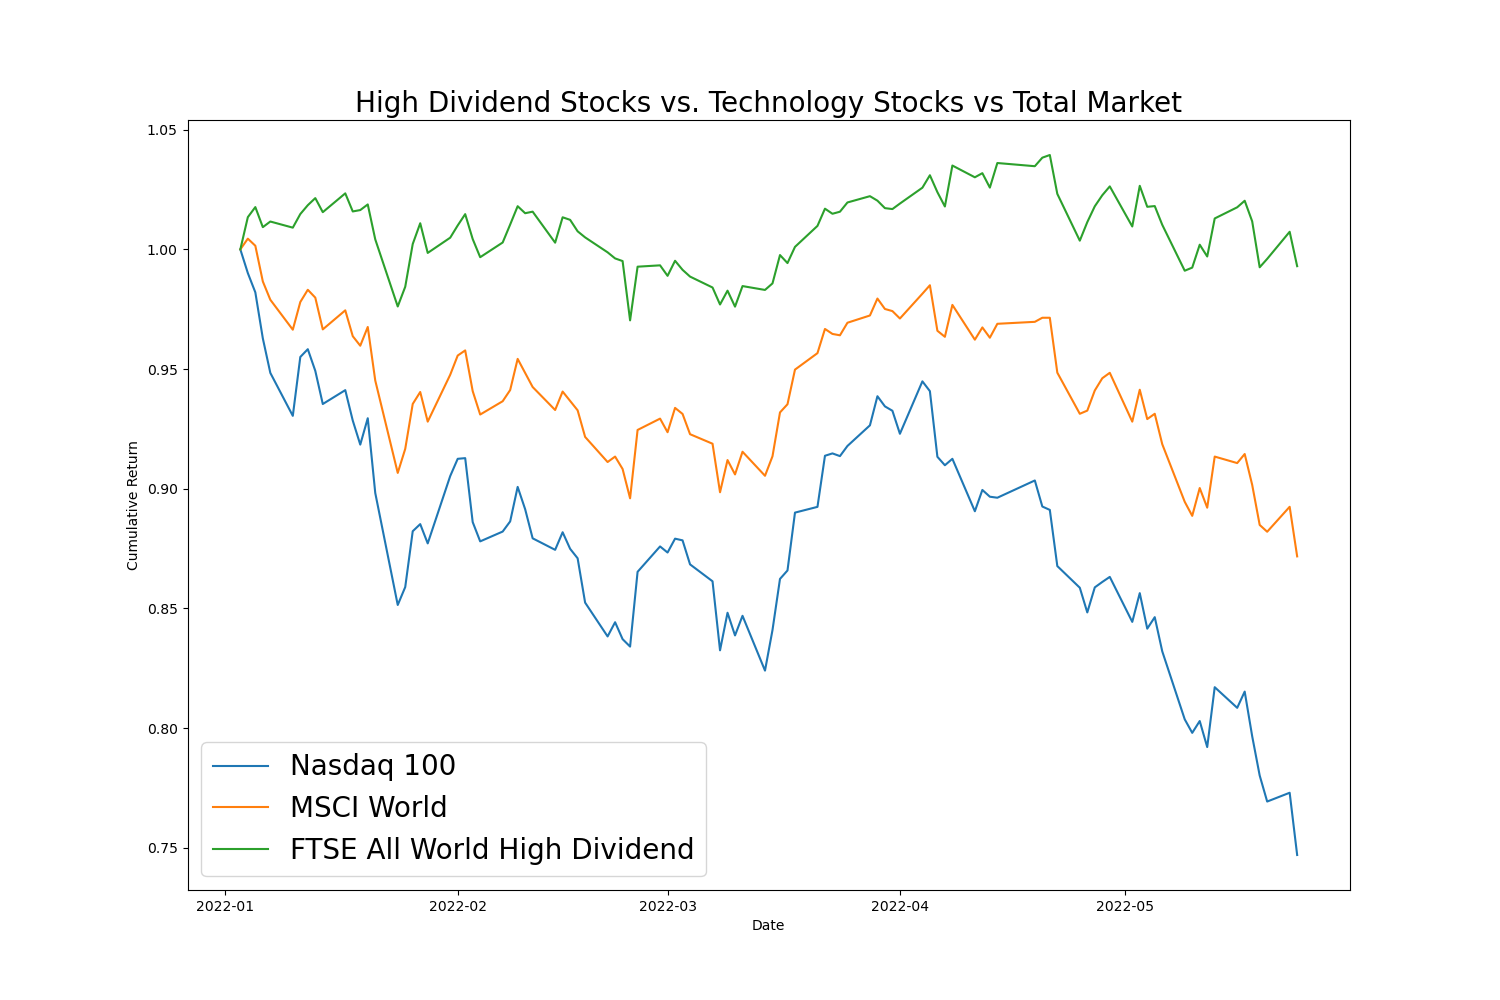 High Dividend Stocks vs. Technology Stocks vs Total Market
1.05
1.00
0.95
0.90
0.85
0.80
0.75
Cumulative Return
Nasdaq 100
MSCI World
FTSE All World High Dividend
2022-01 2022-02 2022-03 2022-04 2022-05
Date